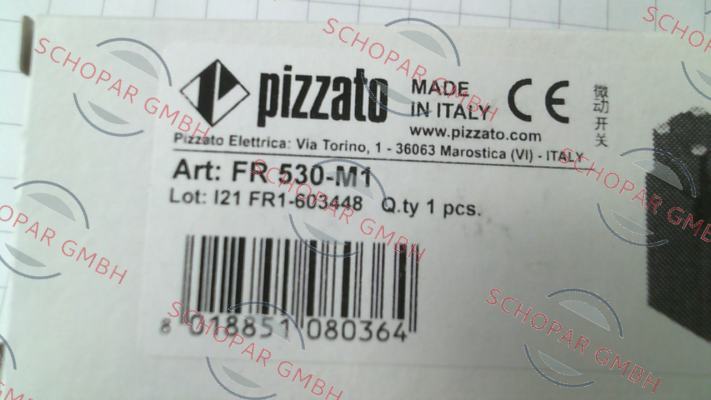 pizzato
MADE
IN ITALY
CE
www.pizzato.com
微动开关
Pizzato Elettrica: Via Torino, 1 - 36063 Marostica (VI) - ITALY
Art: FR 530-M1
Lot: I21 FR1-603448 Q.ty 1 pcs.
8 018851 080364
SCHOPAR GMBH
SCHOPAR GMBH
SCHOPAR GMBH
SCHOPAR GMBH
SCHOPAR GMBH
SCHOPAR GMBH
SCHOPAR GMBH
SCHOPAR GMBH
SCHOPAR GMBH